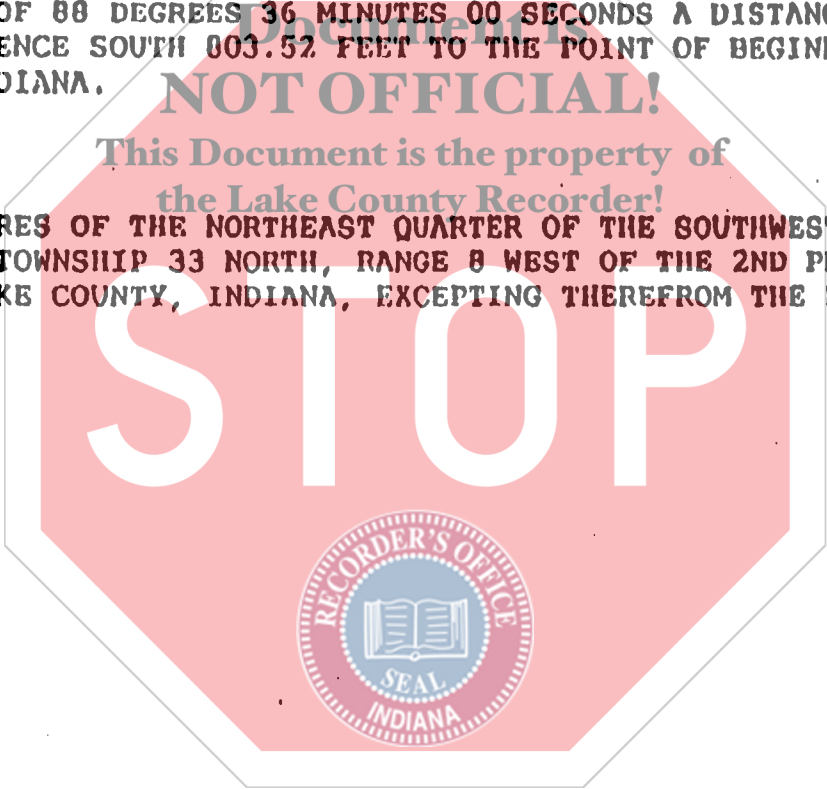 OF 88 DEGREES 36 MINUTES 00 SECONDS A DISTANC
Document is
ENCE SOUTH 803.52 FEET TO THE POINT OF BEGIN
DIANA.
NOT OFFICIAL!
This Document is the property of
the Lake County Recorder!
RES OF THE NORTHEAST QUARTER OF THE SOUTHWES
TOWNSHIP 33 NORTH, RANGE 8 WEST OF THE 2ND P
KE COUNTY, INDIANA, EXCEPTING THEREFROM THE
STOP
RECORDER'S OFFICE
SEAL
INDIANA